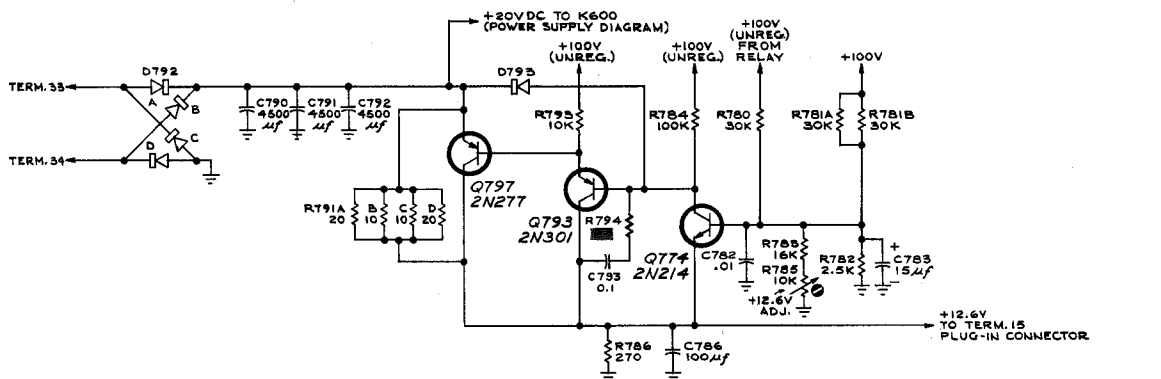 +20VDC TO K600
(POWER SUPPLY DIAGRAM)
+100V
(UNREG.)
+100V
(UNREG.)
+100V
(UNREG.)
FROM
RELAY
+100V
TERM.33
D792
A
B
C
D
TERM.34
C790
4500
µf
C791
4500
µf
C792
4500
µf
D793
R793
10K
R784
100K
R780
30K
R781A
30K
R781B
30K
Q797
2N277
R791A
20
B
10
C
10
D
20
Q793
2N301
R794
C793
0.1
Q774
2N214
C782
.01
R783
16K
R785
10K
+12.6V
ADJ.
R782
2.5K
+
C783
15µf
–
R786
270
C786
100µf
+12.6V
TO TERM.15
PLUG-IN CONNECTOR